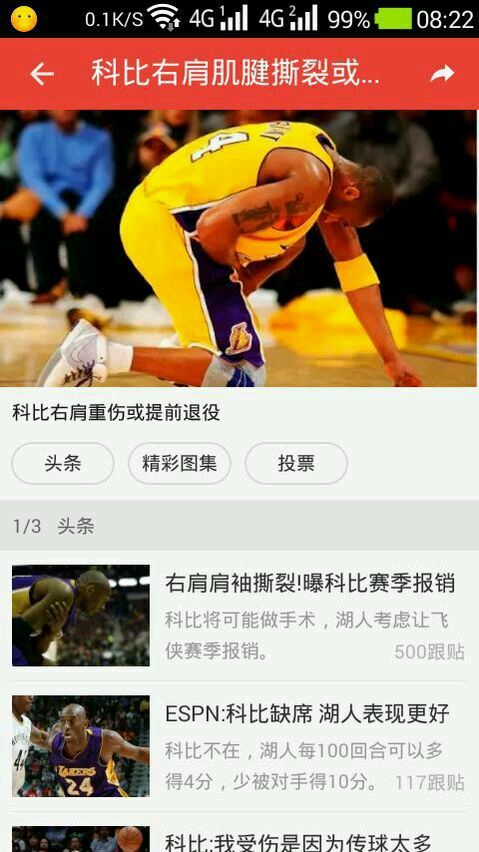 0.1K/S 4G 1 4G 2 99% 08:22
科比右肩肌腱撕裂或...
4
科比右肩重伤或提前退役
头条 精彩图集 投票
1/3 头条
右肩肩袖撕裂!曝科比赛季报销
科比将可能做手术，湖人考虑让飞
侠赛季报销。 500跟贴
ESPN:科比缺席 湖人表现更好
科比不在，湖人每100回合可以多
得4分，少被对手得10分。 117跟贴
44
LAKERS
24
科比:我受伤是因为传球太多